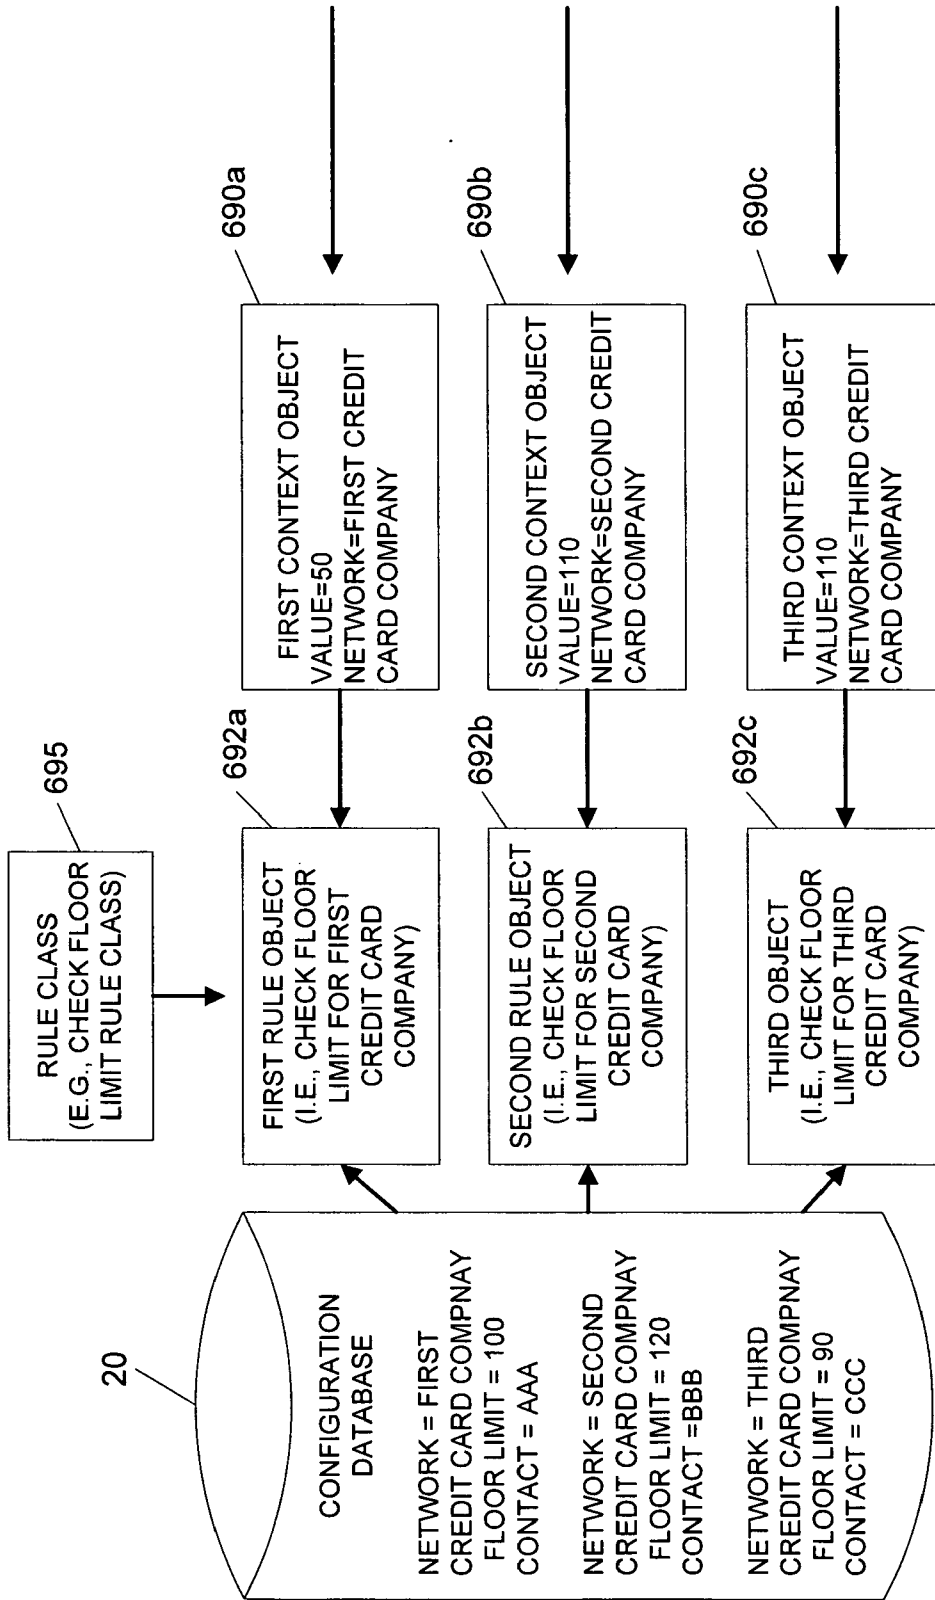 20
CONFIGURATION
DATABASE
NETWORK = FIRST
CREDIT CARD COMPNAY
FLOOR LIMIT = 100
CONTACT = AAA
NETWORK = SECOND
CREDIT CARD COMPNAY
FLOOR LIMIT = 120
CONTACT =BBB
NETWORK = THIRD
CREDIT CARD COMPNAY
FLOOR LIMIT = 90
CONTACT = CCC
695
RULE CLASS
(E.G., CHECK FLOOR
LIMIT RULE CLASS)
692a
FIRST RULE OBJECT
(I.E., CHECK FLOOR
LIMIT FOR FIRST
CREDIT CARD
COMPANY)
692b
SECOND RULE OBJECT
(I.E., CHECK FLOOR
LIMIT FOR SECOND
CREDIT CARD
COMPANY)
692c
THIRD OBJECT
(I.E., CHECK FLOOR
LIMIT FOR THIRD
CREDIT CARD
COMPANY)
690a
FIRST CONTEXT OBJECT
VALUE=50
NETWORK=FIRST CREDIT
CARD COMPANY
690b
SECOND CONTEXT OBJECT
VALUE=110
NETWORK=SECOND CREDIT
CARD COMPANY
690c
THIRD CONTEXT OBJECT
VALUE=110
NETWORK=THIRD CREDIT
CARD COMPANY